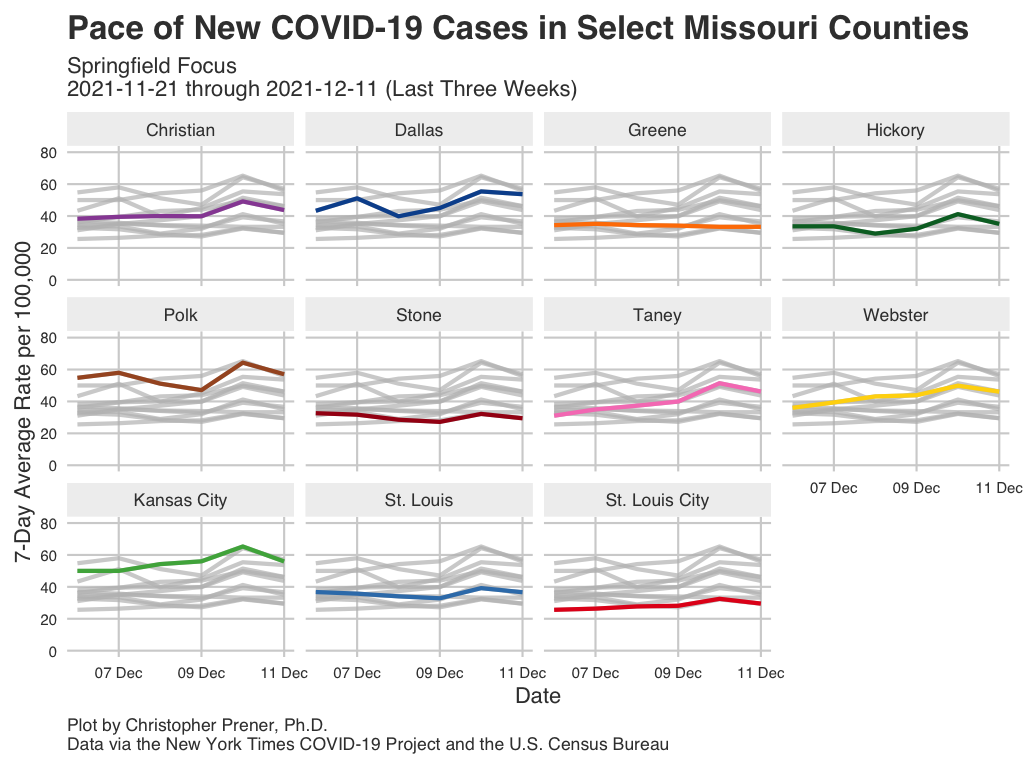 Pace of New COVID-19 Cases in Select Missouri Counties
Springfield Focus
2021-11-21 through 2021-12-11 (Last Three Weeks)
Christian
Dallas
Greene
Hickory
80
60
40
20
0
Polk
Stone
Taney
Webster
80
60
40
20
0
07 Dec
09 Dec
11 Dec
Kansas City
St. Louis
St. Louis City
80
60
40
20
0
07 Dec
09 Dec
11 Dec
07 Dec
09 Dec
11 Dec
07 Dec
09 Dec
11 Dec
7-Day Average Rate per 100,000
Date
Plot by Christopher Prener, Ph.D.
Data via the New York Times COVID-19 Project and the U.S. Census Bureau